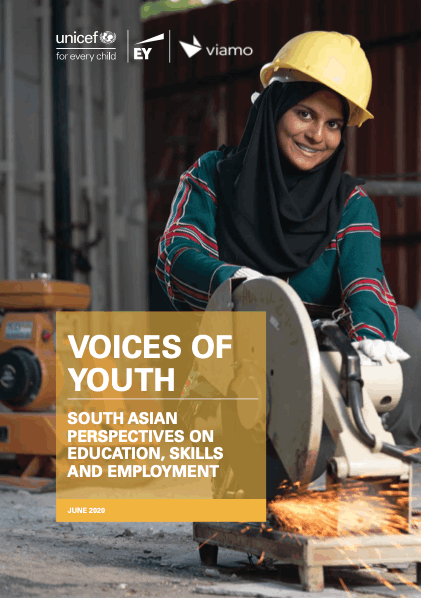 unicef
for every child
EY
viamo
VOICES OF
YOUTH
SOUTH ASIAN
PERSPECTIVES ON
EDUCATION, SKILLS
AND EMPLOYMENT
JUNE 2020